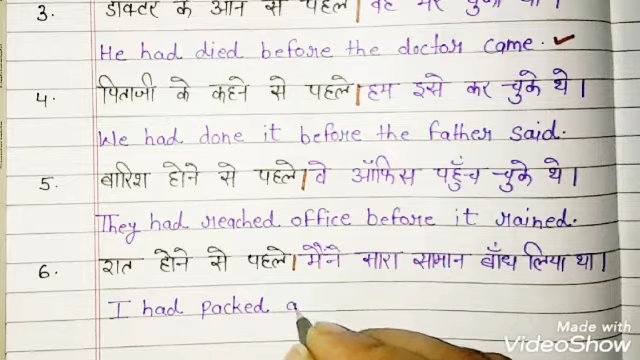 3. डाक्टर के आने से पहले। वह मर चुका था।
He had died before the doctor came.
4. पिताजी के कहने से पहले। हम इसे कर चुके थे।
We had done it before the father said.
5. बारिश होने से पहले। वे ऑफिस पहुँच चुके थे।
They had reached office before it rained.
6. रात होने से पहले। मैंने सारा सामान बाँध लिया था।
I had packed a
Made with
VideoShow